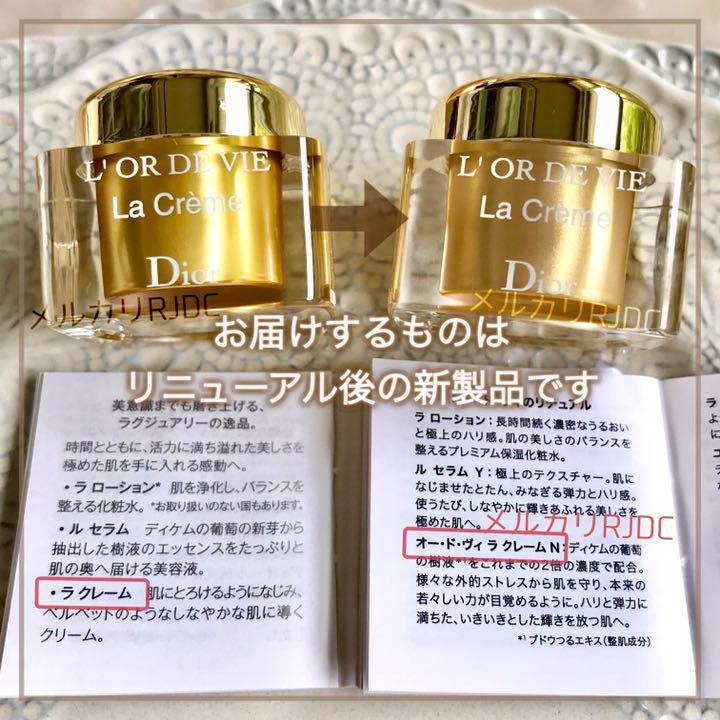 L'OR DE VIE
La Crème
Dior
メルカリRJDC
L'OR DE VIE
La Crème
Dior
メルカリRJDC
お届けするものは
リニューアル後の新製品です
美意識までも磨き上げる、
ラグジュアリーの逸品。
時間とともに、活力に満ち溢れた美しさを
極めた肌を手に入れる感動へ。
・ラ ローション* 肌を浄化し、バランスを
整える化粧水。*お取り扱いのない国もあります。
・ル セラム ディケムの葡萄の新芽から
抽出した樹液のエッセンスをたっぷりと
肌の奥へ届ける美容液。
・ラ クレーム 肌にとろけるようになじみ、
ベルベットのようなしなやかな肌に導く
クリーム。
のリチュアル
ラ ローション：長時間続く濃密なうるおい
と極上のハリ感。肌の美しさのバランスを
整えるプレミアム保湿化粧水。
ル セラム Y：極上のテクスチャー。肌に
なじませたとたん、みなぎる弾力とハリ感。
使うたび、しなやかに輝きあふれる美しさを
極めた肌へ。
メルカリRJDC
オー・ド・ヴィ ラ クレーム N：ディケムの葡萄
の樹液*1をこれまでの2倍の濃度で配合。
様々な外的ストレスから肌を守り、本来の
若々しい力が目覚めるように。ハリと弾力に
満ちた、いきいきとした輝きを放つ肌へ。
*1 ブドウつるエキス（整肌成分）